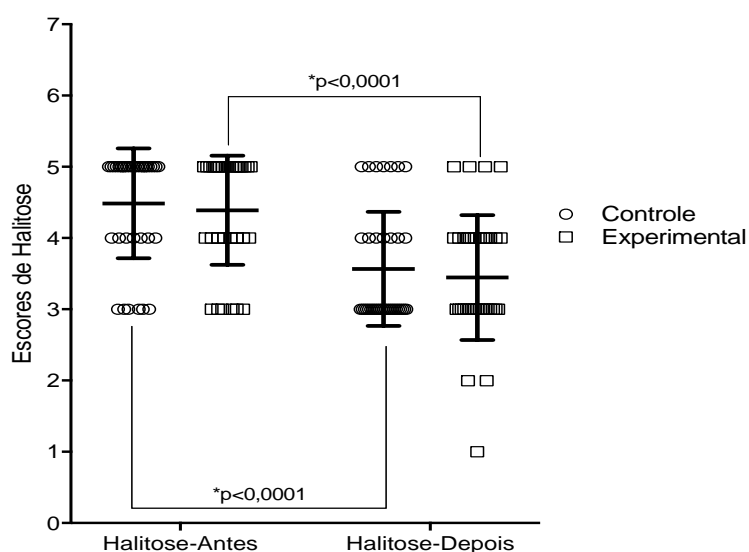 7
*p<0,0001
6
5
Controle
4
Experimental
3
2
1
*p<0,0001
0
Escores de Halitose
Halitose-Antes
Halitose-Depois